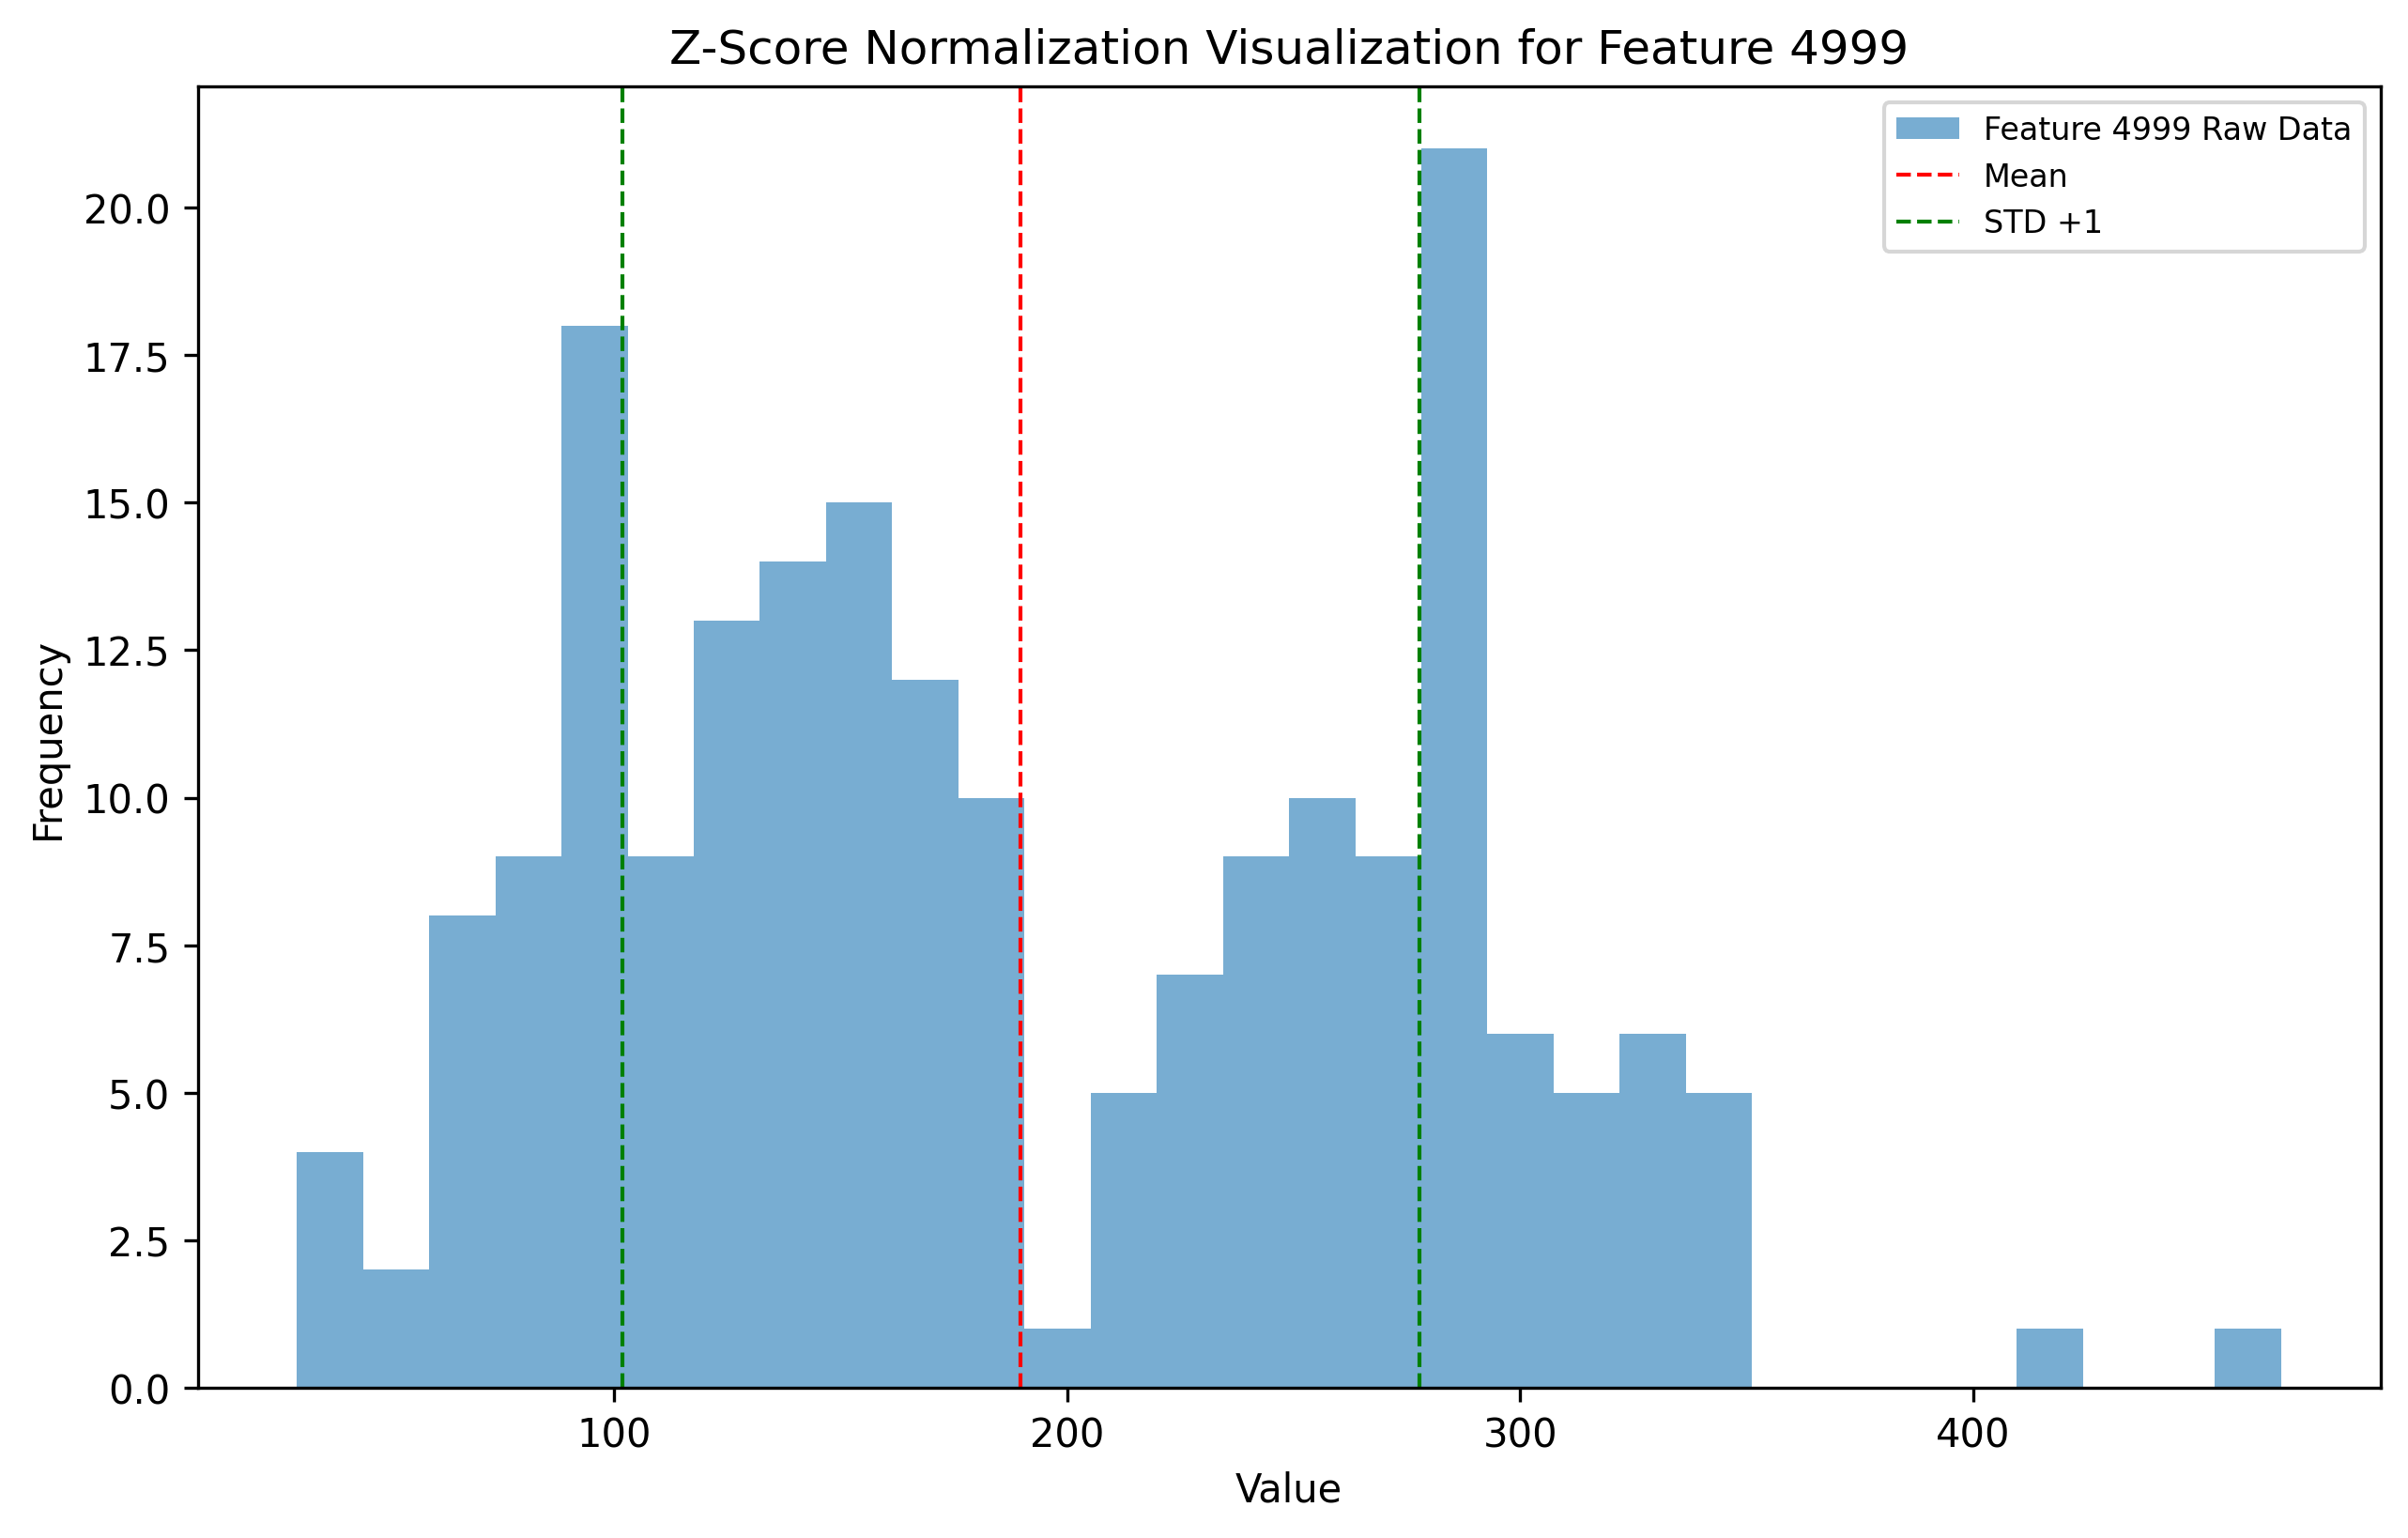 Z-Score Normalization Visualization for Feature 4999
Feature 4999 Raw Data
Mean
STD +1
Frequency
20.0
17.5
15.0
12.5
10.0
7.5
5.0
2.5
0.0
100 200 300 400
Value